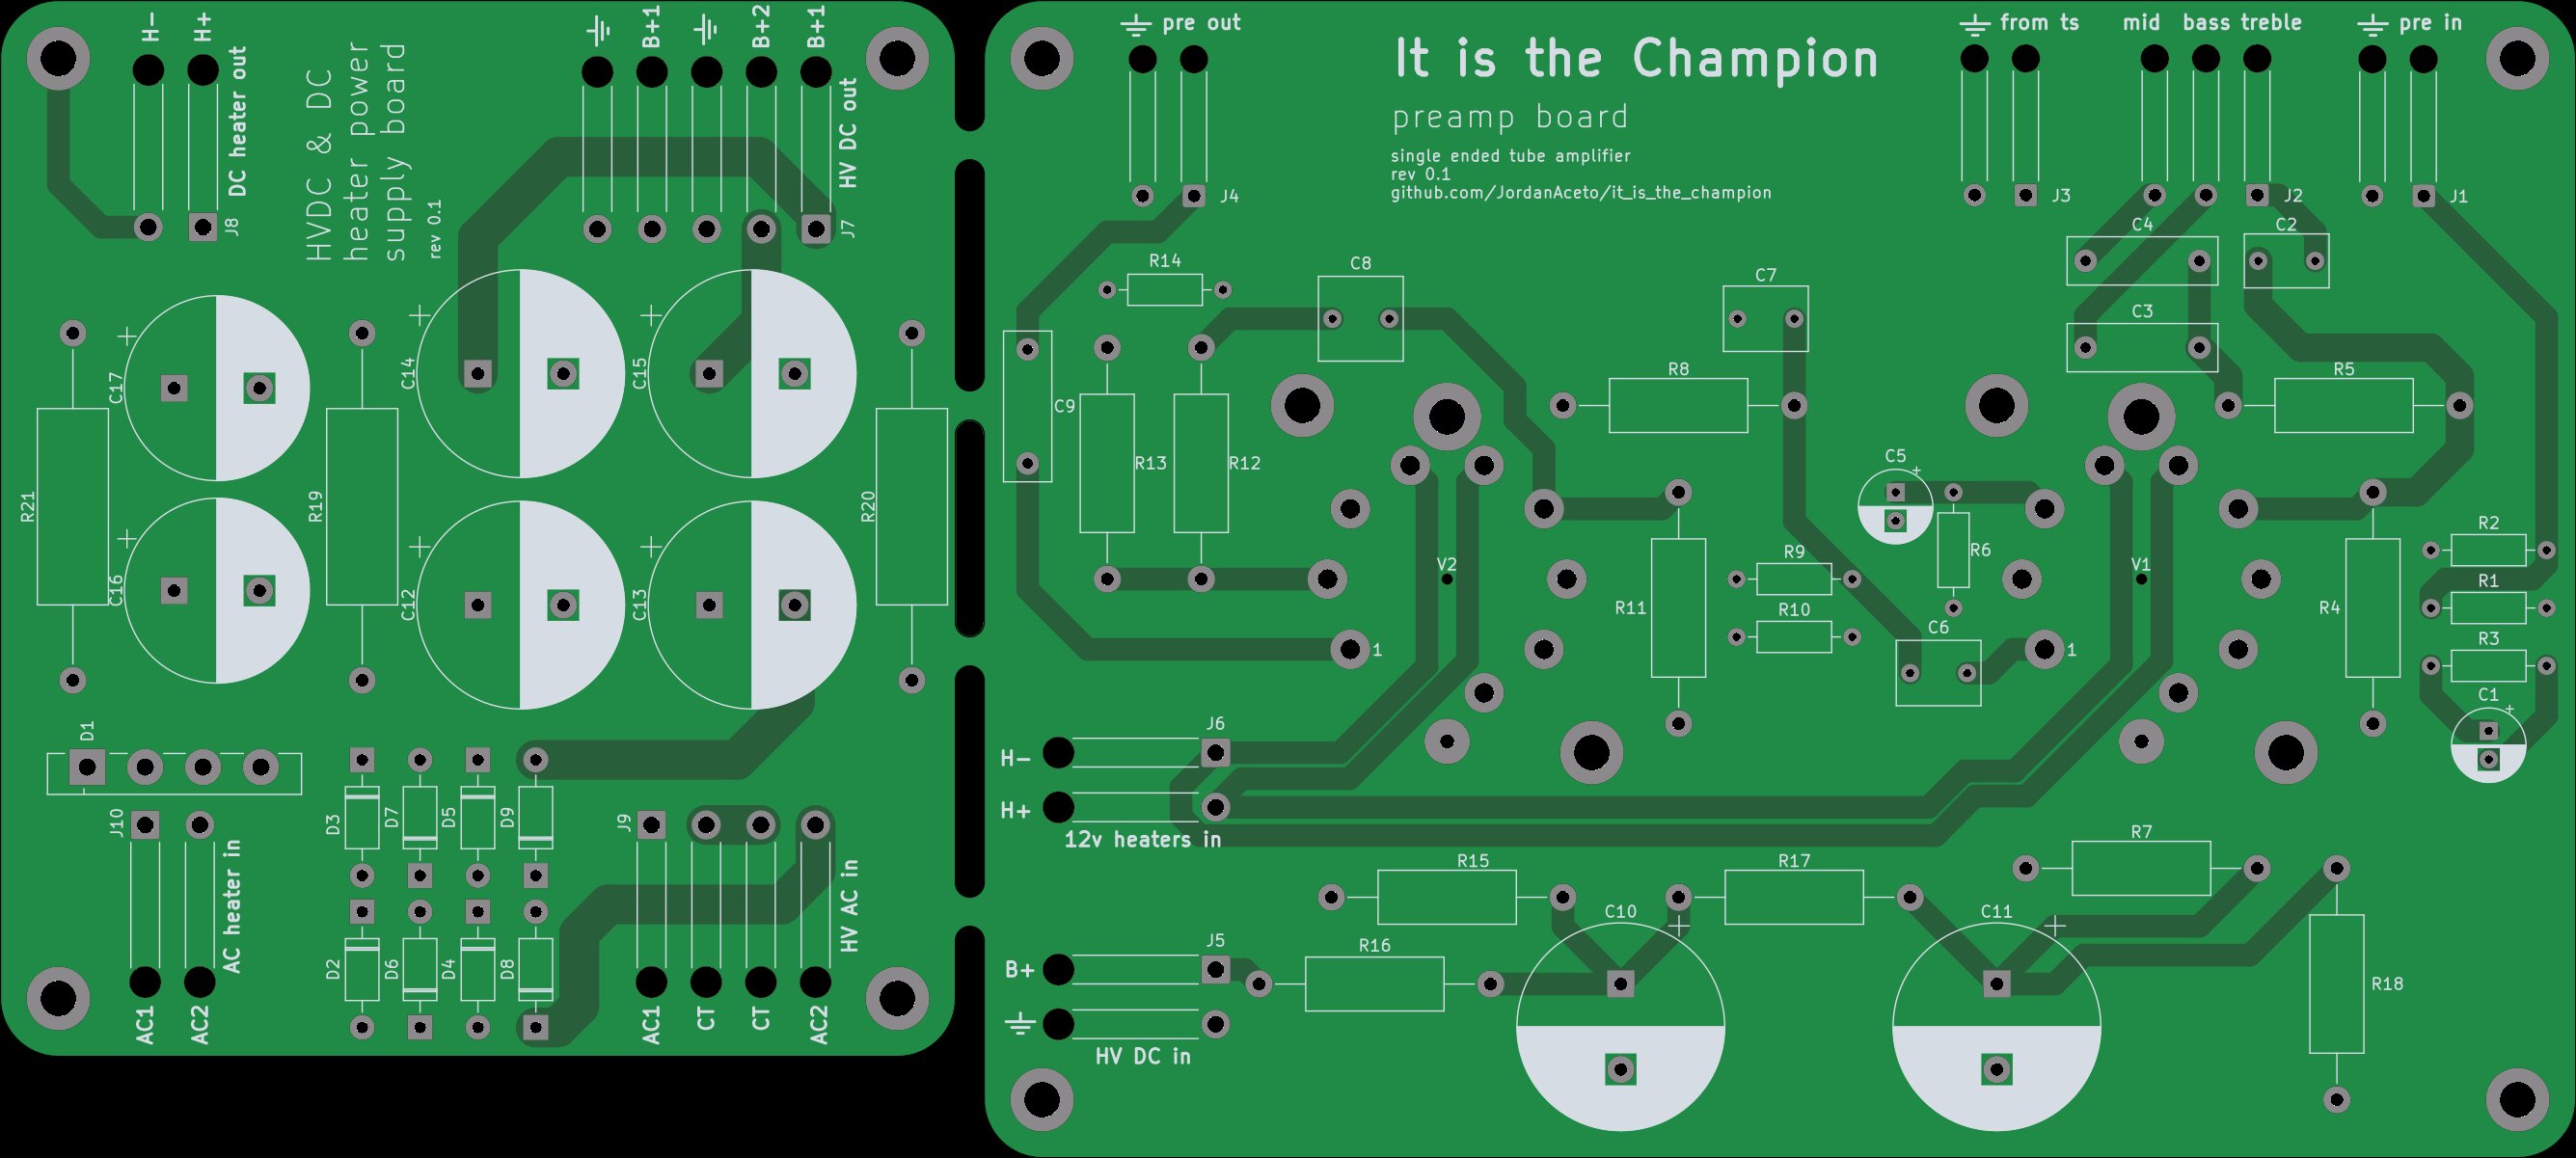 H-
H+
DC heater out
J8
HVDC & DC
heater power
supply board
rev 0.1
B+1
B+2
B+1
HV DC out
J7
C17
C16
C14
C15
C12
C13
R21
R19
R20
D1
J10
AC heater in
AC1
AC2
D3
D7
D5
D9
D2
D6
D4
D8
J9
HV AC in
AC1
CT
CT
AC2
pre out
It is the Champion
preamp board
single ended tube amplifier
rev 0.1
github.com/JordanAceto/it_is_the_champion
from ts
mid
bass
treble
pre in
J4
J3
J2
J1
R14
C8
C7
C4
C2
C3
C9
R13
R12
R8
R5
C5
R6
R2
R1
R3
C1
V2
V1
R9
R10
R11
R4
C6
1
1
J6
H-
H+
12v heaters in
R15
R17
R7
C10
C11
R16
R18
J5
B+
HV DC in